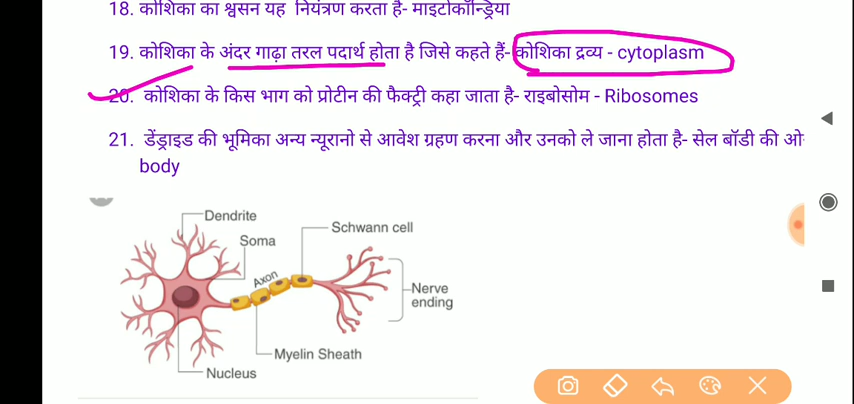 18. कोशिका का श्वसन यह नियंत्रण करता है- माइटोकॉन्ड्रिया
19. कोशिका के अंदर गाढ़ा तरल पदार्थ होता है जिसे कहते हैं- कोशिका द्रव्य - cytoplasm
20. कोशिका के किस भाग को प्रोटीन की फैक्ट्री कहा जाता है- राइबोसोम - Ribosomes
21. डेंड्राइड की भूमिका अन्य न्यूरानो से आवेश ग्रहण करना और उनको ले जाना होता है- सेल बॉडी की
body
Dendrite
Soma
Schwann cell
Axon
Nerve
ending
Myelin Sheath
Nucleus